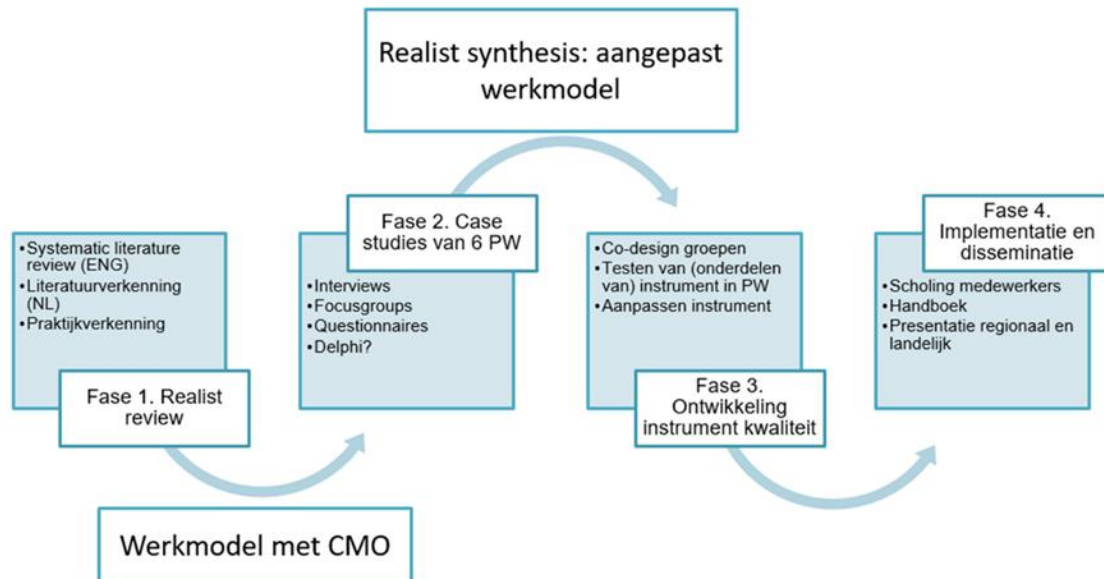 Realist synthesis: aangepast
werkmodel
•Systematic literature
review (ENG)
•Literatuurverkenning
(NL)
•Praktijkverkenning
Fase 1. Realist
review
Werkmodel met CMO
Fase 2. Case
studies van 6 PW
•Interviews
•Focusgroups
•Questionnaires
•Delphi?
•Co-design groepen
•Testen van (onderdelen
van) instrument in PW
•Aanpassen instrument
Fase 3.
Ontwikkeling
instrument kwaliteit
Fase 4.
Implementatie en
disseminatie
•Scholing medewerkers
•Handboek
•Presentatie regionaal en
landelijk